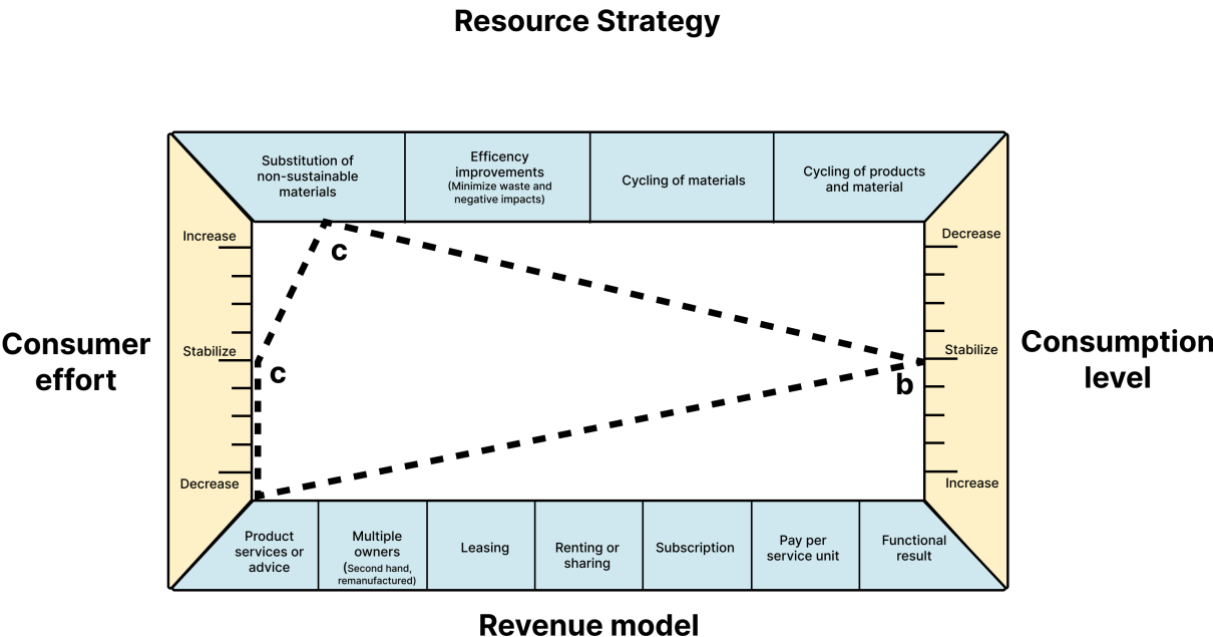 Resource Strategy
Substitution of
non-sustainable
materials
Efficency
improvements
(Minimize waste and
negative impacts)
Cycling of materials
Cycling of products
and material
Increase
Stabilize
Decrease
Consumer
effort
c
c
b
Decrease
Stabilize
Increase
Consumption
level
Product
services or
advice
Multiple
owners
(Second hand,
remanufactured)
Leasing
Renting or
sharing
Subscription
Pay per
service unit
Functional
result
Revenue model